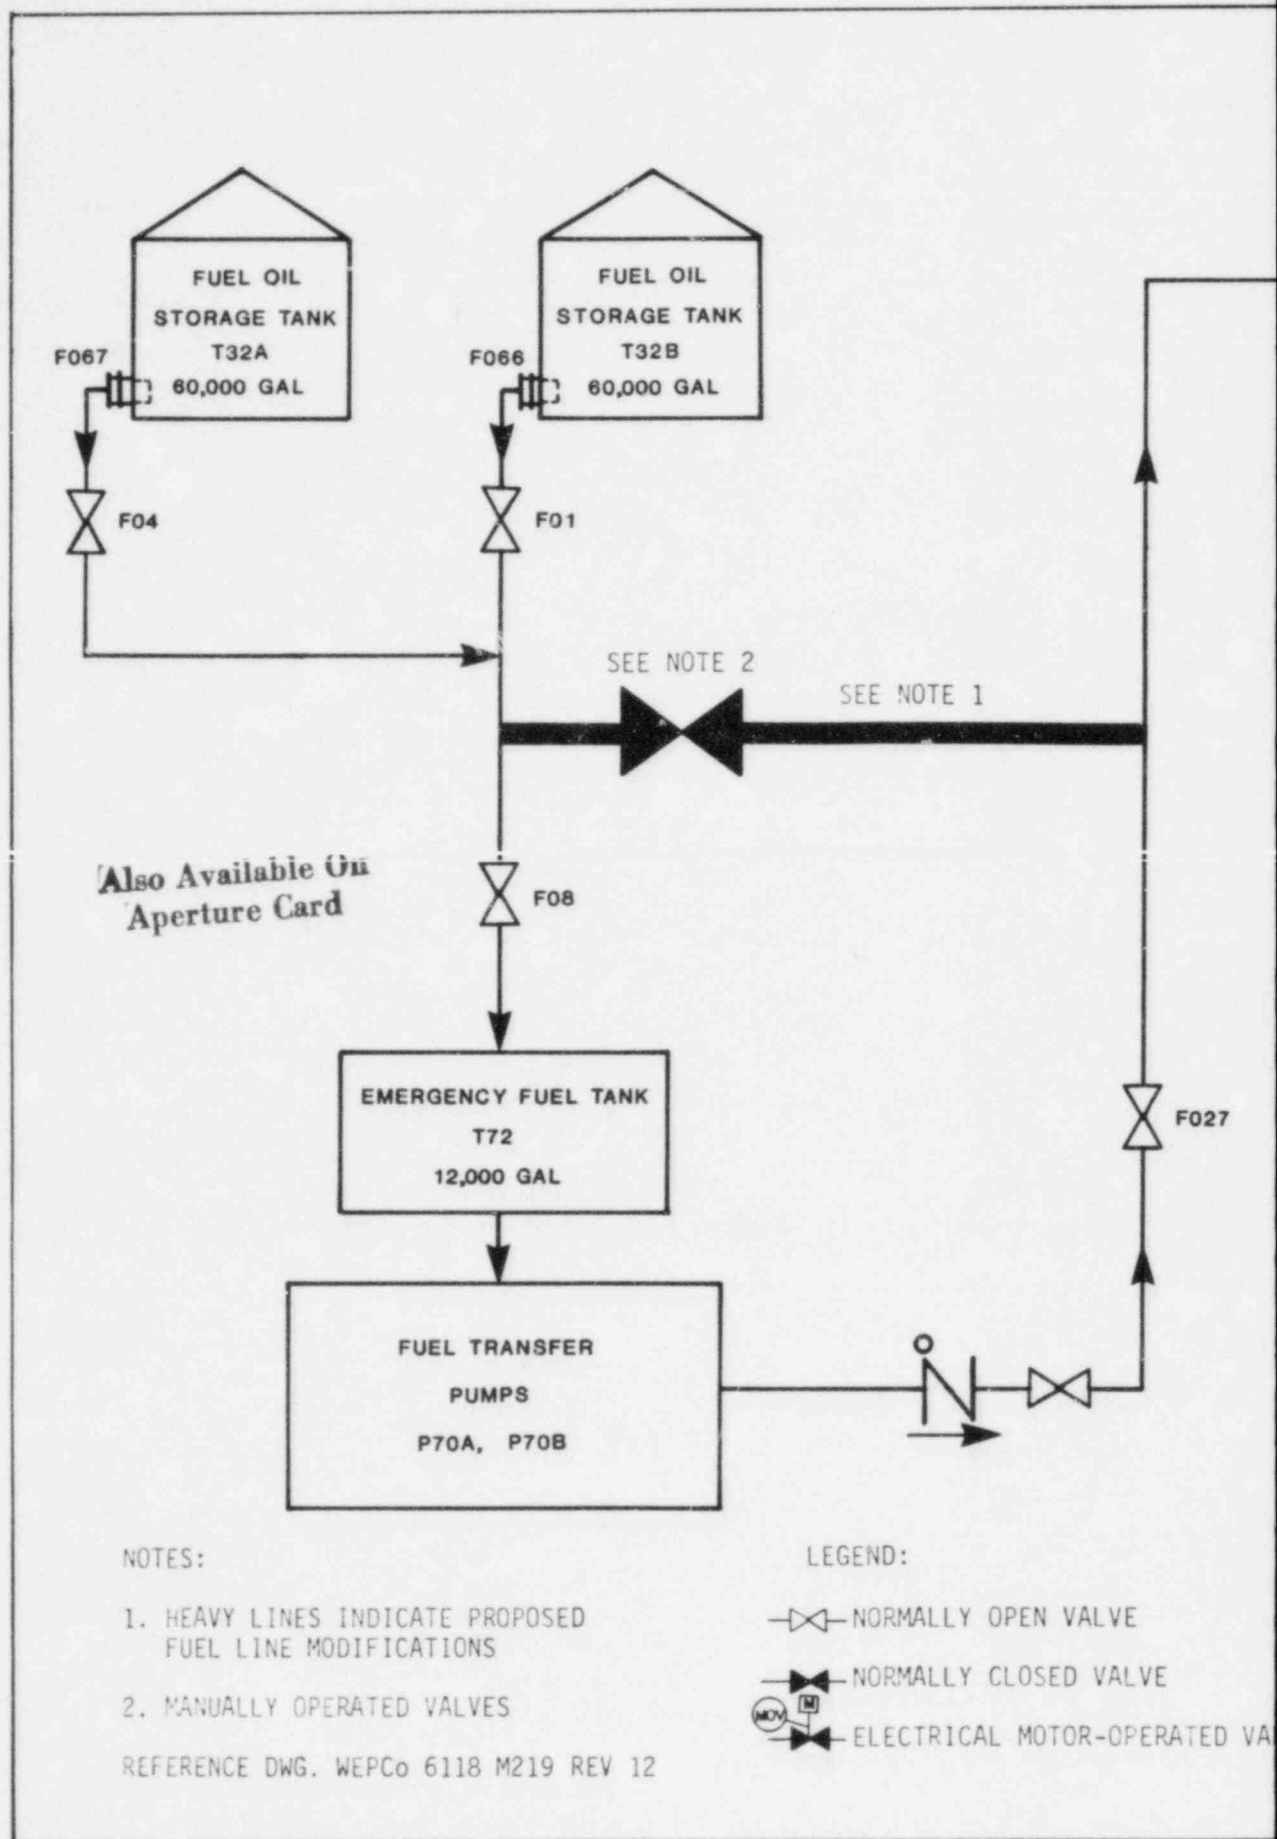 FUEL OIL
STORAGE TANK
T32A
60,000 GAL
F067
F04
FUEL OIL
STORAGE TANK
T32B
60,000 GAL
F066
F01
SEE NOTE 2
SEE NOTE 1
Also Available On
Aperture Card
F08
EMERGENCY FUEL TANK
T72
12,000 GAL
F027
FUEL TRANSFER
PUMPS
P70A, P70B
NOTES:
1. HEAVY LINES INDICATE PROPOSED
FUEL LINE MODIFICATIONS
2. MANUALLY OPERATED VALVES
REFERENCE DWG. WEPCo 6118 M219 REV 12
LEGEND:
NORMALLY OPEN VALVE
NORMALLY CLOSED VALVE
MOV M
ELECTRICAL MOTOR-OPERATED